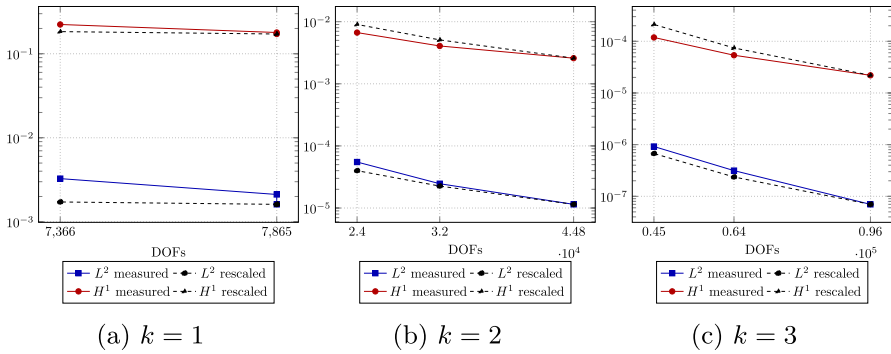 10^−1
10^−2
10^−3
7,366
7,865
DOFs
L^2 measured
L^2 rescaled
H^1 measured
H^1 rescaled
(a) k = 1
10^−2
10^−3
10^−4
10^−5
2.4
3.2
4.48
DOFs
·10^4
L^2 measured
L^2 rescaled
H^1 measured
H^1 rescaled
(b) k = 2
10^−4
10^−5
10^−6
10^−7
0.45
0.64
0.96
DOFs
·10^5
L^2 measured
L^2 rescaled
H^1 measured
H^1 rescaled
(c) k = 3